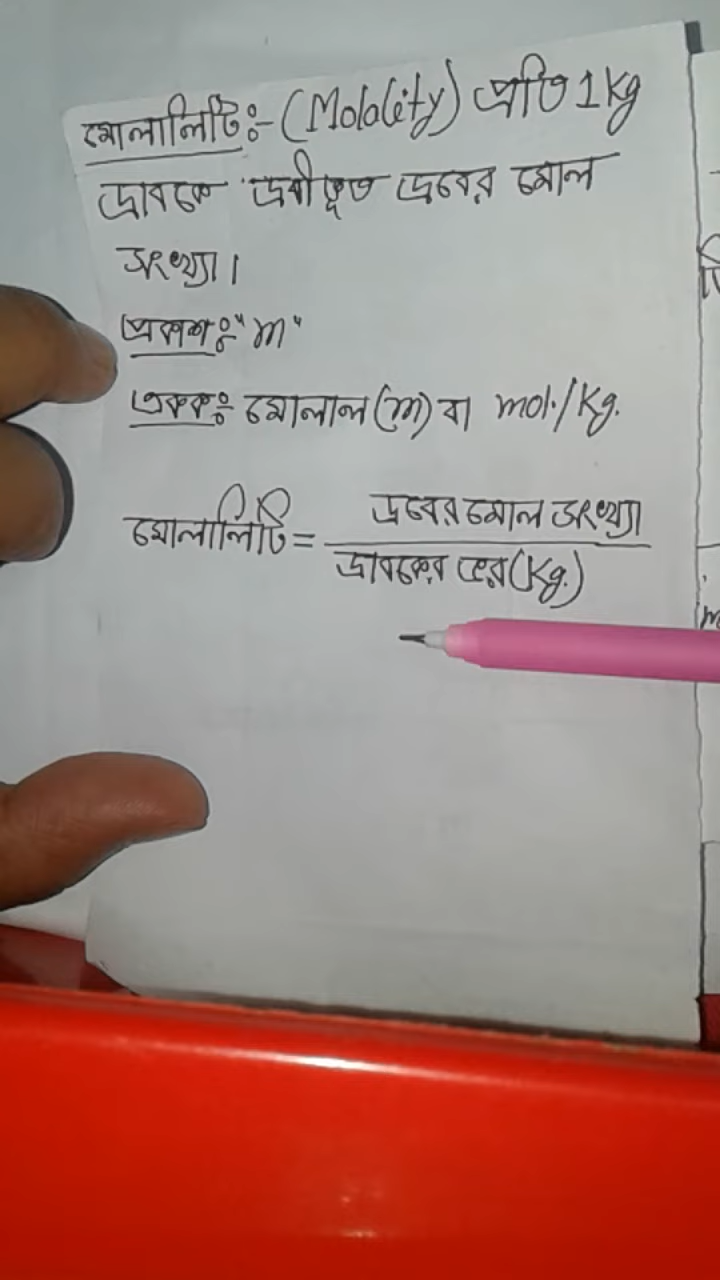 মোলালিটিঃ- (Molality) প্রতি 1 Kg
দ্রাবকে দ্রবীভূত দ্রবের মোল
সংখ্যা।
প্রকাশঃ "m"
এককঃ মোলাল (m) বা mol./Kg.
মোলালিটি = দ্রবের মোল সংখ্যা
দ্রাবকের ভর (Kg.)